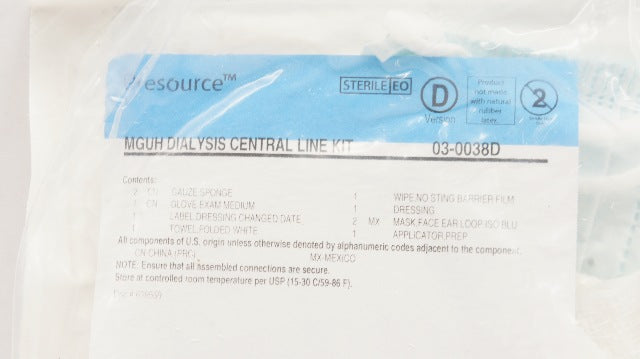 Presource™
STERILE EO
D
Version
Product
not made
with natural
rubber
latex.
2
MGUH DIALYSIS CENTRAL LINE KIT 03-0038D
Contents:
2 CN GAUZE SPONGE 1 WIPE,NO STING BARRIER FILM
1 CN GLOVE EXAM MEDIUM 1 DRESSING
1 LABEL,DRESSING CHANGED DATE 2 MX MASK,FACE EAR LOOP ISO BLU
1 TOWEL,FOLDED WHITE 1 APPLICATOR,PREP
All components of U.S. origin unless otherwise denoted by alphanumeric codes adjacent to the component.
CN-CHINA (PRC) MX-MEXICO
NOTE: Ensure that all assembled connections are secure.
Store at controlled room temperature per USP (15-30 C/59-86 F).